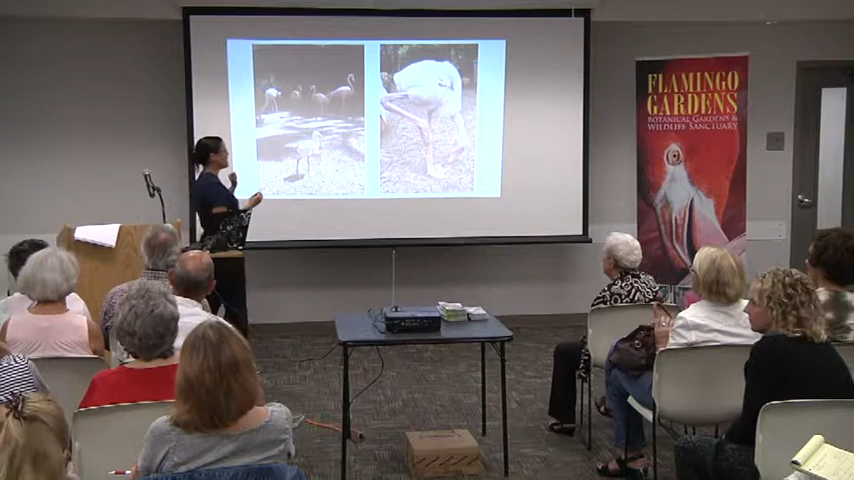 FLAMINGO
GARDENS
BOTANICAL GARDENS &
WILDLIFE SANCTUARY